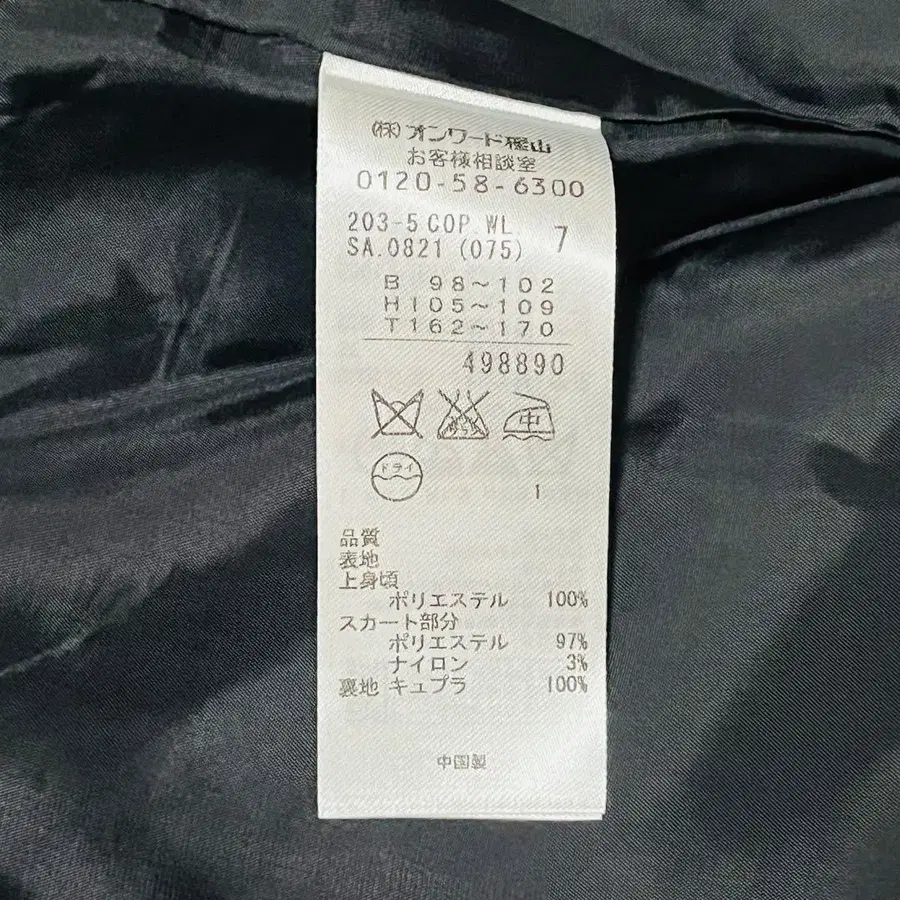 (株)オンワード樫山
お客様相談室
0120-58-6300
203-5 COP. WL. 7
SA. 0821 (075)
B 98～102
H105～109
T162～170
498890
中
ドライ
1
品質
表地
上身頃
ポリエステル 100%
スカート部分
ポリエステル 97%
ナイロン 3%
裏地 キュプラ 100%
中国製